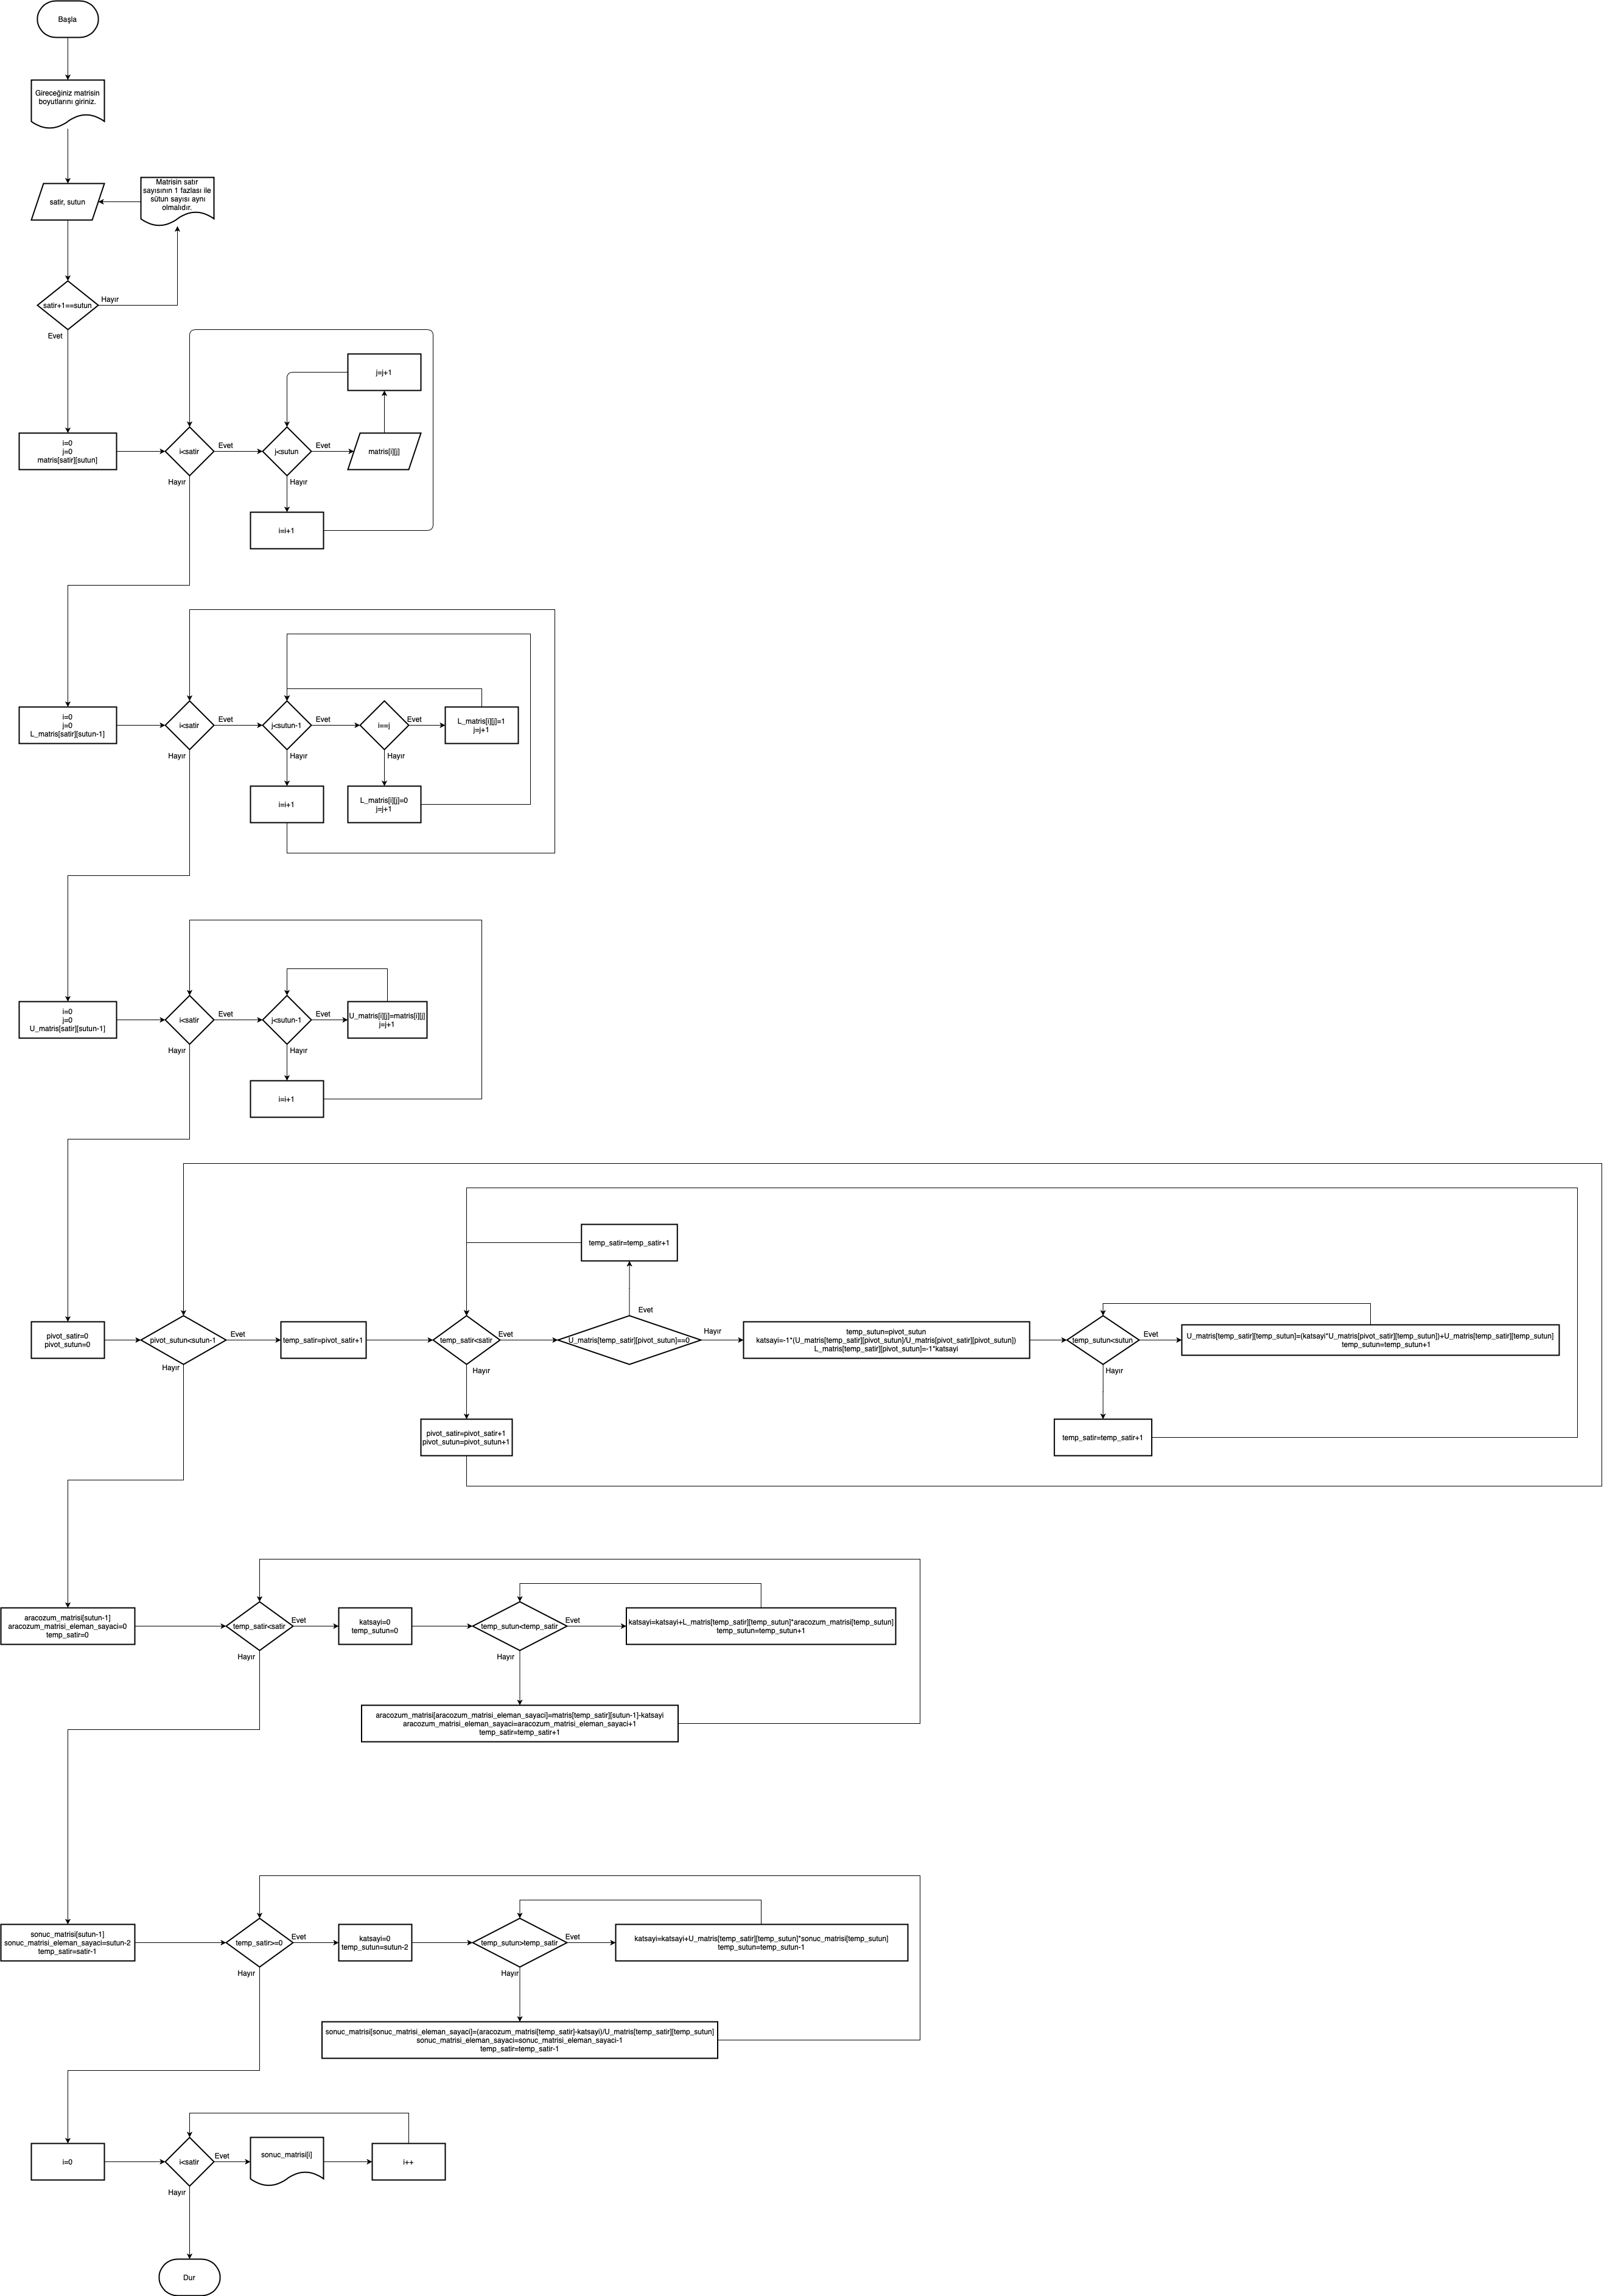 Başla
Gireceğiniz matrisin
boyutlarını giriniz.
satir, sutun
Matrisin satır
sayısının 1 fazlası ile
sütun sayısı aynı
olmalıdır.
satir+1==sutun
Hayır
Evet
i=0
j=0
matris[satir][sutun]
i<satir
Evet
Hayır
j<sutun
Evet
Hayır
matris[i][j]
j=j+1
i=i+1
i=0
j=0
L_matris[satir][sutun-1]
i<satir
Evet
Hayır
j<sutun-1
Evet
Hayır
i==j
Evet
Hayır
L_matris[i][j]=1
j=j+1
i=i+1
L_matris[i][j]=0
j=j+1
i=0
j=0
U_matris[satir][sutun-1]
i<satir
Evet
Hayır
j<sutun-1
Evet
Hayır
U_matris[i][j]=matris[i][j]
j=j+1
i=i+1
pivot_satir=0
pivot_sutun=0
pivot_sutun<sutun-1
Evet
Hayır
temp_satir=pivot_satir+1
temp_satir<satir
Evet
Hayır
temp_satir=temp_satir+1
Evet
U_matris[temp_satir][pivot_sutun]==0
Hayır
temp_sutun=pivot_sutun
katsayi=-1*(U_matris[temp_satir][pivot_sutun]/U_matris[pivot_satir][pivot_sutun])
L_matris[temp_satir][pivot_sutun]=-1*katsayi
temp_sutun<sutun
Evet
Hayır
U_matris[temp_satir][temp_sutun]=(katsayi*U_matris[pivot_satir][temp_sutun])+U_matris[temp_satir][temp_sutun]
temp_sutun=temp_sutun+1
pivot_satir=pivot_satir+1
pivot_sutun=pivot_sutun+1
temp_satir=temp_satir+1
aracozum_matrisi[sutun-1]
aracozum_matrisi_eleman_sayaci=0
temp_satir=0
temp_satir<satir
Evet
Hayır
katsayi=0
temp_sutun=0
temp_sutun<temp_satir
Evet
Hayır
katsayi=katsayi+L_matris[temp_satir][temp_sutun]*aracozum_matrisi[temp_sutun]
temp_sutun=temp_sutun+1
aracozum_matrisi[aracozum_matrisi_eleman_sayaci]=matris[temp_satir][sutun-1]-katsayi
aracozum_matrisi_eleman_sayaci=aracozum_matrisi_eleman_sayaci+1
temp_satir=temp_satir+1
sonuc_matrisi[sutun-1]
sonuc_matrisi_eleman_sayaci=sutun-2
temp_satir=satir-1
temp_satir>=0
Evet
Hayır
katsayi=0
temp_sutun=sutun-2
temp_sutun>temp_satir
Evet
Hayır
katsayi=katsayi+U_matris[temp_satir][temp_sutun]*sonuc_matrisi[temp_sutun]
temp_sutun=temp_sutun-1
sonuc_matrisi[sonuc_matrisi_eleman_sayaci]=(aracozum_matrisi[temp_satir]-katsayi)/U_matris[temp_satir][temp_sutun]
sonuc_matrisi_eleman_sayaci=sonuc_matrisi_eleman_sayaci-1
temp_satir=temp_satir-1
i=0
i<satir
Evet
Hayır
sonuc_matrisi[i]
i++
Dur